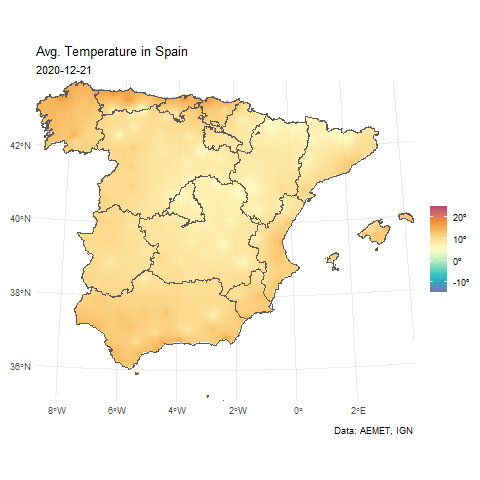 Avg. Temperature in Spain
2020-12-21
42°N
40°N
38°N
36°N
8°W 6°W 4°W 2°W 0° 2°E
20°
10°
0°
-10°
Data: AEMET, IGN